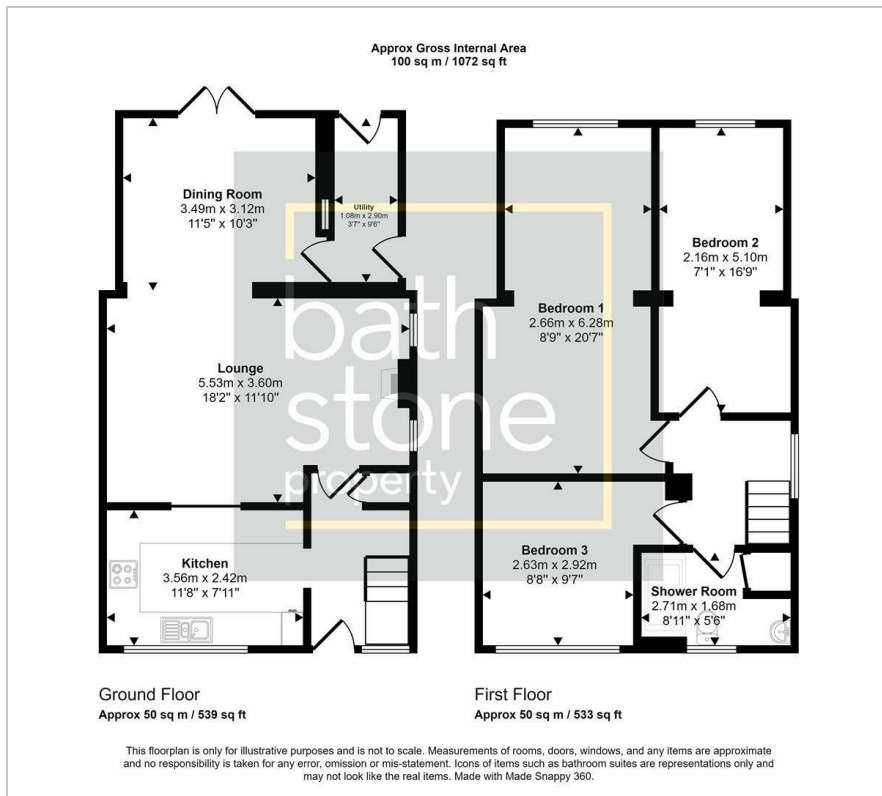 Approx Gross Internal Area
100 sq m / 1072 sq ft
Dining Room
3.49m x 3.12m
11'5" x 10'3"
Utility
1.08m x 2.90m
3'7" x 9'6"
Lounge
5.53m x 3.60m
18'2" x 11'10"
Kitchen
3.56m x 2.42m
11'8" x 7'11"
Bedroom 1
2.66m x 6.28m
8'9" x 20'7"
Bedroom 2
2.16m x 5.10m
7'1" x 16'9"
Bedroom 3
2.63m x 2.92m
8'8" x 9'7"
Shower Room
2.71m x 1.68m
8'11" x 5'6"
bath
stone
property
Ground Floor
Approx 50 sq m / 539 sq ft
First Floor
Approx 50 sq m / 533 sq ft
This floorplan is only for illustrative purposes and is not to scale. Measurements of rooms, doors, windows, and any items are approximate
and no responsibility is taken for any error, omission or mis-statement. Icons of items such as bathroom suites are representations only and
may not look like the real items. Made with Made Snappy 360.